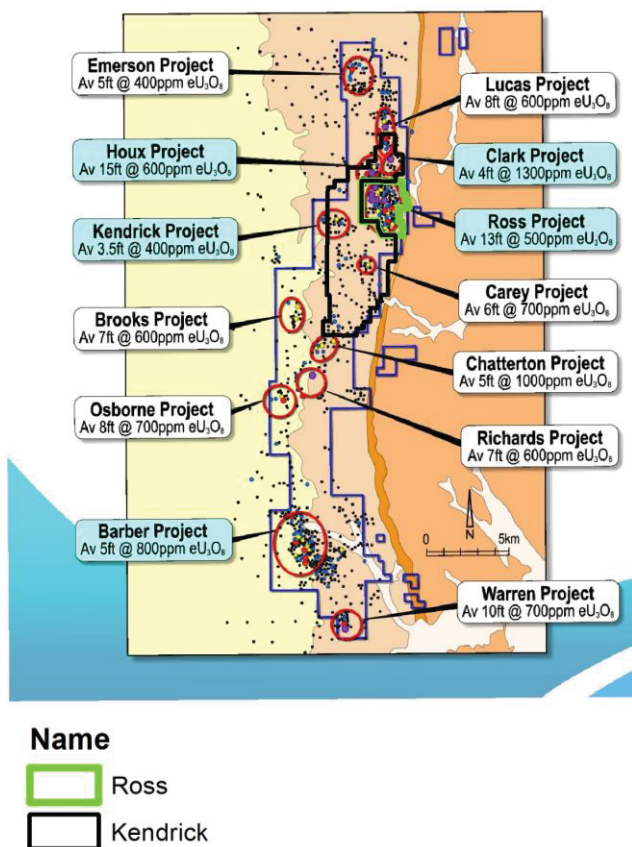 Emerson Project
Av 5ft @ 400ppm eU₃O₈
Lucas Project
Av 8ft @ 600ppm eU₃O₈
Houx Project
Av 15ft @ 600ppm eU₃O₈
Clark Project
Av 4ft @ 1300ppm eU₃O₈
Kendrick Project
Av 3.5ft @ 400ppm eU₃O₈
Ross Project
Av 13ft @ 500ppm eU₃O₈
Carey Project
Av 6ft @ 700ppm eU₃O₈
Brooks Project
Av 7ft @ 600ppm eU₃O₈
Chatterton Project
Av 5ft @ 1000ppm eU₃O₈
Osborne Project
Av 8ft @ 700ppm eU₃O₈
Richards Project
Av 7ft @ 600ppm eU₃O₈
Barber Project
Av 5ft @ 800ppm eU₃O₈
N
0 5km
Warren Project
Av 10ft @ 700ppm eU₃O₈
Name
Ross
Kendrick